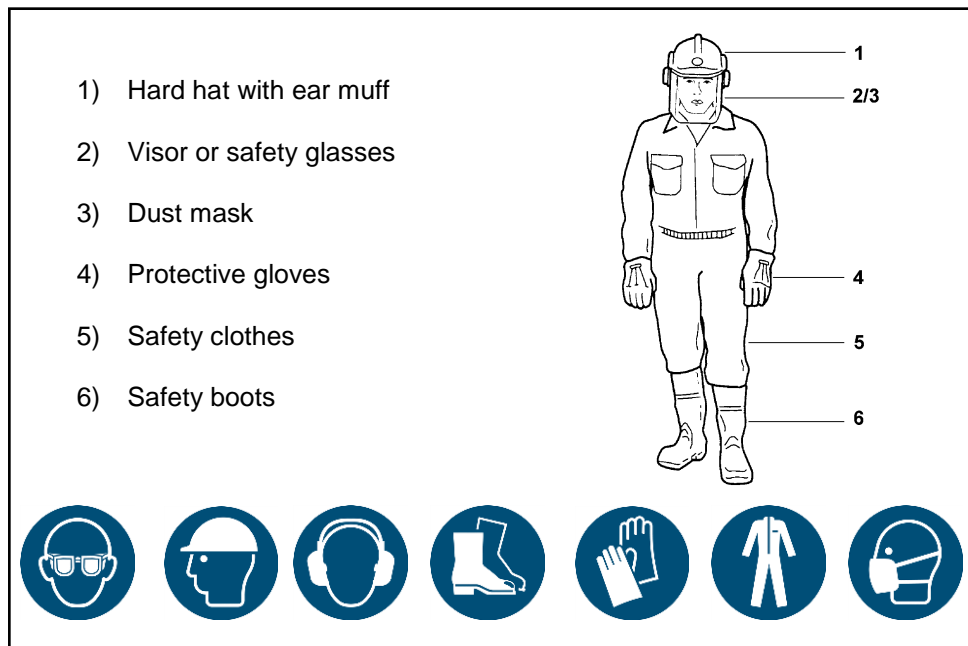 1) Hard hat with ear muff
2) Visor or safety glasses
3) Dust mask
4) Protective gloves
5) Safety clothes
6) Safety boots
1
2/3
4
5
6